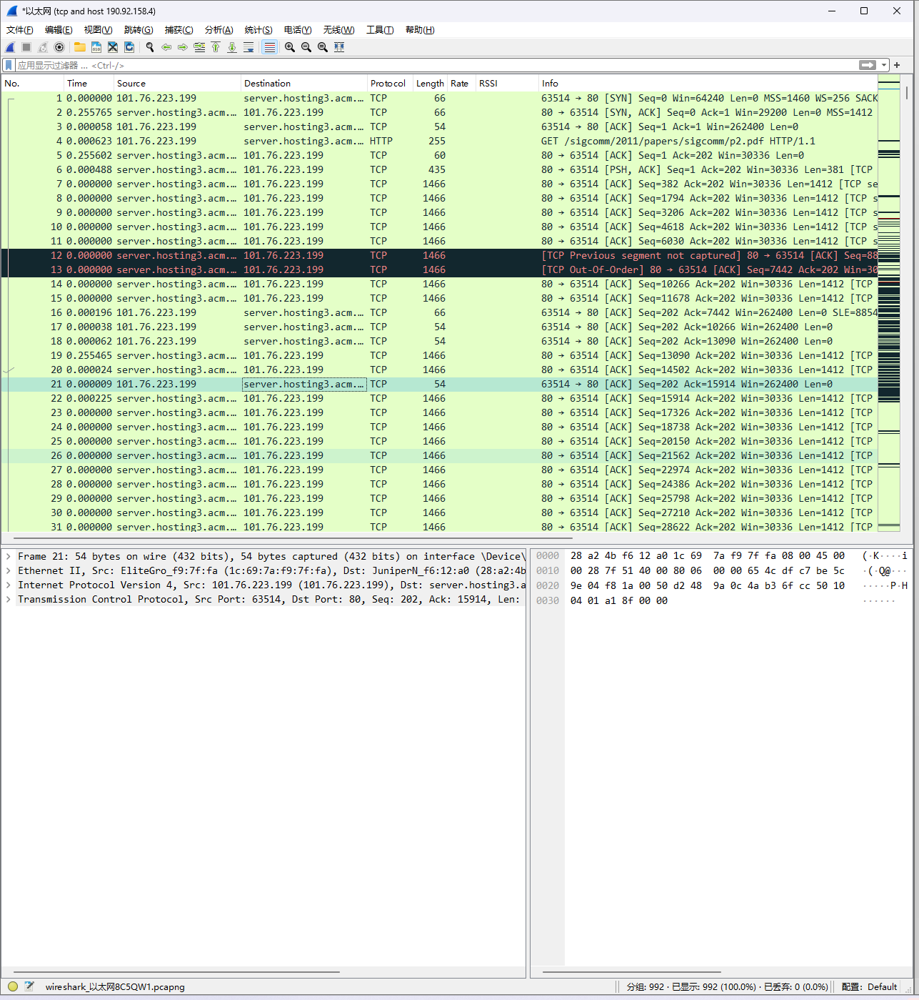 *以太网 (tcp and host 190.92.158.4)
文件(F) 编辑(E) 视图(V) 跳转(G) 捕获(C) 分析(A) 统计(S) 电话(Y) 无线(W) 工具(T) 帮助(H)
应用显示过滤器 … <Ctrl-/>
No. Time Source Destination Protocol Length Rate RSSI Info
1 0.000000 101.76.223.199 server.hosting3.acm.… TCP 66 63514 → 80 [SYN] Seq=0 Win=64240 Len=0 MSS=1460 WS=256 SACK
2 0.255765 server.hosting3.acm.… 101.76.223.199 TCP 66 80 → 63514 [SYN, ACK] Seq=0 Ack=1 Win=29200 Len=0 MSS=1412
3 0.000058 101.76.223.199 server.hosting3.acm.… TCP 54 63514 → 80 [ACK] Seq=1 Ack=1 Win=262400 Len=0
4 0.000623 101.76.223.199 server.hosting3.acm.… HTTP 255 GET /sigcomm/2011/papers/sigcomm/p2.pdf HTTP/1.1
5 0.255602 server.hosting3.acm.… 101.76.223.199 TCP 60 80 → 63514 [ACK] Seq=1 Ack=202 Win=30336 Len=0
6 0.000488 server.hosting3.acm.… 101.76.223.199 TCP 435 80 → 63514 [PSH, ACK] Seq=1 Ack=202 Win=30336 Len=381 [TCP
7 0.000000 server.hosting3.acm.… 101.76.223.199 TCP 1466 80 → 63514 [ACK] Seq=382 Ack=202 Win=30336 Len=1412 [TCP se
8 0.000000 server.hosting3.acm.… 101.76.223.199 TCP 1466 80 → 63514 [ACK] Seq=1794 Ack=202 Win=30336 Len=1412 [TCP s
9 0.000000 server.hosting3.acm.… 101.76.223.199 TCP 1466 80 → 63514 [ACK] Seq=3206 Ack=202 Win=30336 Len=1412 [TCP s
10 0.000000 server.hosting3.acm.… 101.76.223.199 TCP 1466 80 → 63514 [ACK] Seq=4618 Ack=202 Win=30336 Len=1412 [TCP s
11 0.000000 server.hosting3.acm.… 101.76.223.199 TCP 1466 80 → 63514 [ACK] Seq=6030 Ack=202 Win=30336 Len=1412 [TCP s
12 0.000000 server.hosting3.acm.… 101.76.223.199 TCP 1466 [TCP Previous segment not captured] 80 → 63514 [ACK] Seq=88
13 0.000000 server.hosting3.acm.… 101.76.223.199 TCP 1466 [TCP Out-Of-Order] 80 → 63514 [ACK] Seq=7442 Ack=202 Win=30
14 0.000000 server.hosting3.acm.… 101.76.223.199 TCP 1466 80 → 63514 [ACK] Seq=10266 Ack=202 Win=30336 Len=1412 [TCP
15 0.000000 server.hosting3.acm.… 101.76.223.199 TCP 1466 80 → 63514 [ACK] Seq=11678 Ack=202 Win=30336 Len=1412 [TCP
16 0.000196 101.76.223.199 server.hosting3.acm.… TCP 66 63514 → 80 [ACK] Seq=202 Ack=7442 Win=262400 Len=0 SLE=8854
17 0.000038 101.76.223.199 server.hosting3.acm.… TCP 54 63514 → 80 [ACK] Seq=202 Ack=10266 Win=262400 Len=0
18 0.000062 101.76.223.199 server.hosting3.acm.… TCP 54 63514 → 80 [ACK] Seq=202 Ack=13090 Win=262400 Len=0
19 0.255465 server.hosting3.acm.… 101.76.223.199 TCP 1466 80 → 63514 [ACK] Seq=13090 Ack=202 Win=30336 Len=1412 [TCP
20 0.000024 server.hosting3.acm.… 101.76.223.199 TCP 1466 80 → 63514 [ACK] Seq=14502 Ack=202 Win=30336 Len=1412 [TCP
21 0.000009 101.76.223.199 server.hosting3.acm.… TCP 54 63514 → 80 [ACK] Seq=202 Ack=15914 Win=262400 Len=0
22 0.000225 server.hosting3.acm.… 101.76.223.199 TCP 1466 80 → 63514 [ACK] Seq=15914 Ack=202 Win=30336 Len=1412 [TCP
23 0.000000 server.hosting3.acm.… 101.76.223.199 TCP 1466 80 → 63514 [ACK] Seq=17326 Ack=202 Win=30336 Len=1412 [TCP
24 0.000000 server.hosting3.acm.… 101.76.223.199 TCP 1466 80 → 63514 [ACK] Seq=18738 Ack=202 Win=30336 Len=1412 [TCP
25 0.000000 server.hosting3.acm.… 101.76.223.199 TCP 1466 80 → 63514 [ACK] Seq=20150 Ack=202 Win=30336 Len=1412 [TCP
26 0.000000 server.hosting3.acm.… 101.76.223.199 TCP 1466 80 → 63514 [ACK] Seq=21562 Ack=202 Win=30336 Len=1412 [TCP
27 0.000000 server.hosting3.acm.… 101.76.223.199 TCP 1466 80 → 63514 [ACK] Seq=22974 Ack=202 Win=30336 Len=1412 [TCP
28 0.000000 server.hosting3.acm.… 101.76.223.199 TCP 1466 80 → 63514 [ACK] Seq=24386 Ack=202 Win=30336 Len=1412 [TCP
29 0.000000 server.hosting3.acm.… 101.76.223.199 TCP 1466 80 → 63514 [ACK] Seq=25798 Ack=202 Win=30336 Len=1412 [TCP
30 0.000000 server.hosting3.acm.… 101.76.223.199 TCP 1466 80 → 63514 [ACK] Seq=27210 Ack=202 Win=30336 Len=1412 [TCP
31 0.000000 server.hosting3.acm.… 101.76.223.199 TCP 1466 80 → 63514 [ACK] Seq=28622 Ack=202 Win=30336 Len=1412 [TCP
Frame 21: 54 bytes on wire (432 bits), 54 bytes captured (432 bits) on interface \Device\
Ethernet II, Src: EliteGro_f9:7f:fa (1c:69:7a:f9:7f:fa), Dst: JuniperN_f6:12:a0 (28:a2:4b
Internet Protocol Version 4, Src: 101.76.223.199 (101.76.223.199), Dst: server.hosting3.a
Transmission Control Protocol, Src Port: 63514, Dst Port: 80, Seq: 202, Ack: 15914, Len:
0000 28 a2 4b f6 12 a0 1c 69 7a f9 7f fa 08 00 45 00 (·K····i
0010 00 28 7f 51 40 00 80 06 00 00 65 4c df c7 be 5c ·(·Q@···
0020 9e 04 f8 1a 00 50 d2 48 9a 0c 4a b3 6f cc 50 10 ·····P·H
0030 04 01 a1 8f 00 00 ······
wireshark_以太网8C5QW1.pcapng
分组: 992 · 已显示: 992 (100.0%) · 已丢弃: 0 (0.0%)
配置: Default